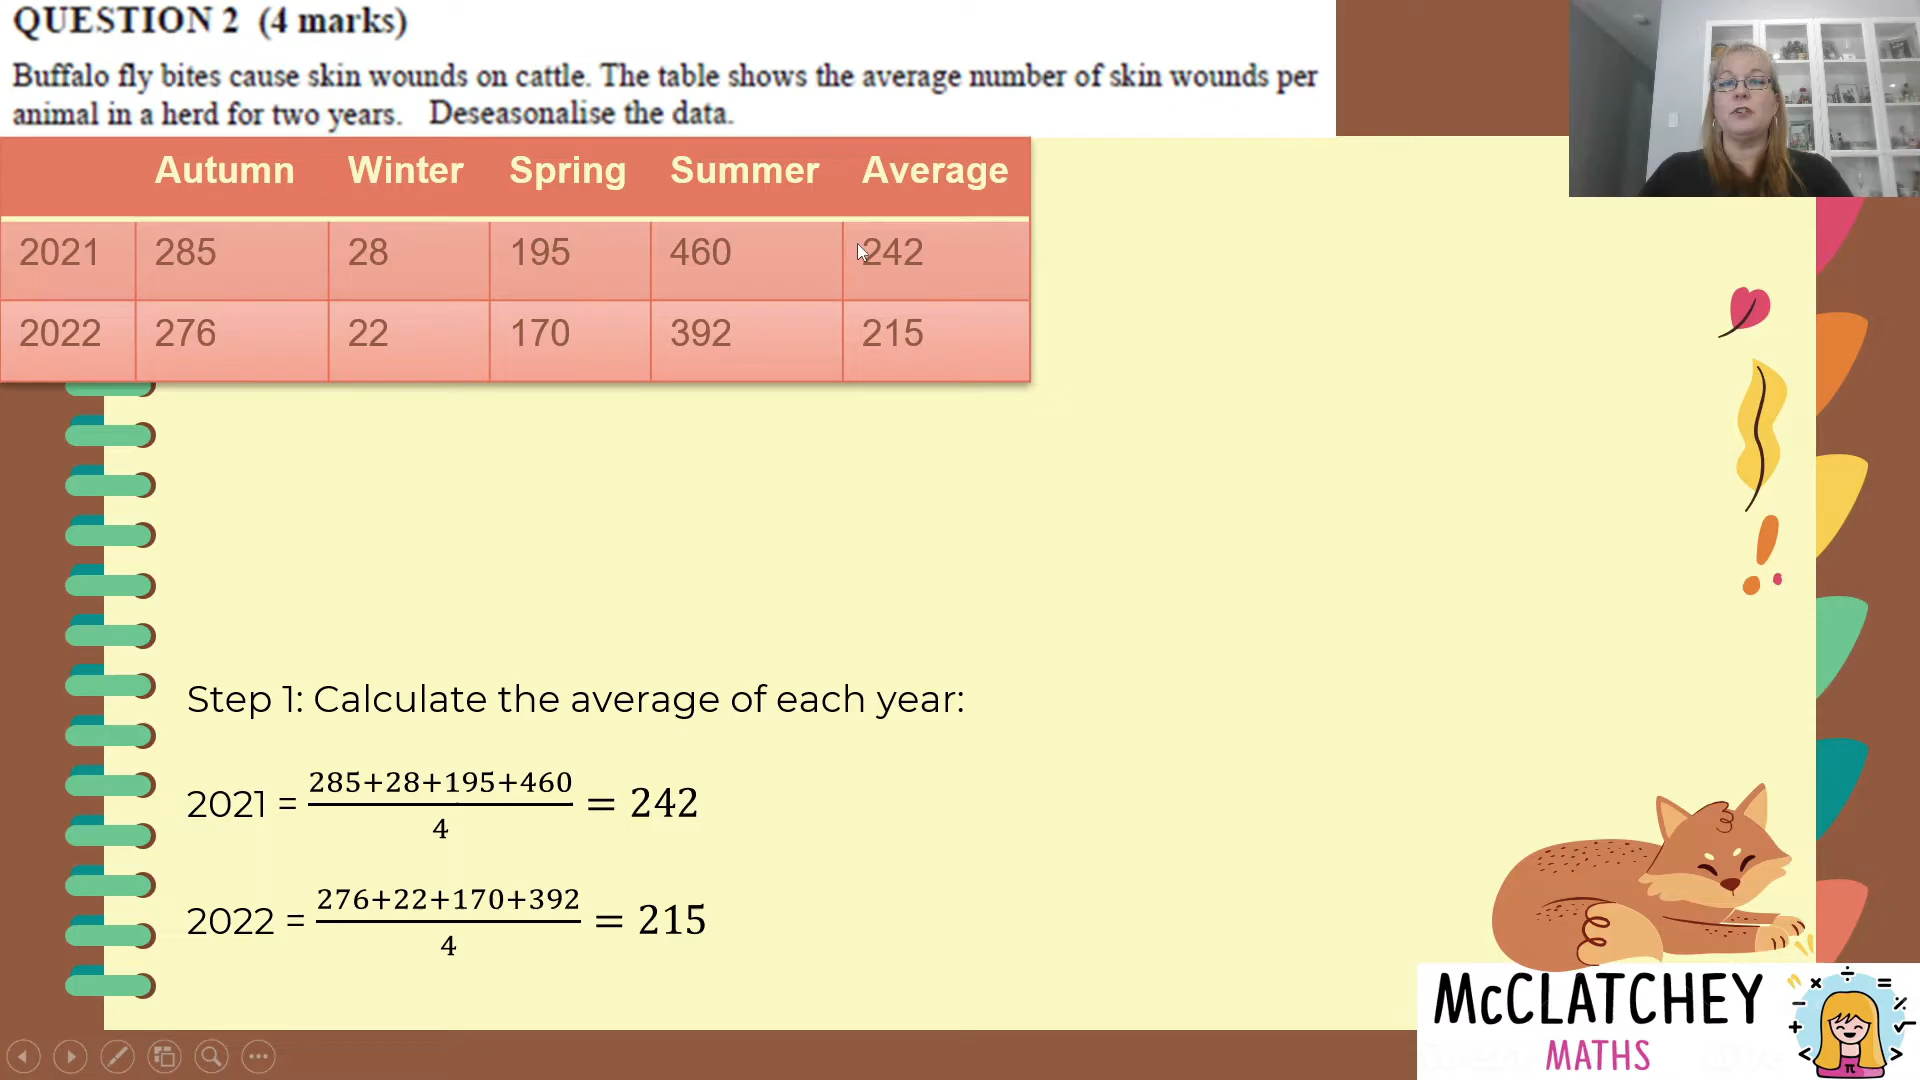 QUESTION 2 (4 marks)
Buffalo fly bites cause skin wounds on cattle. The table shows the average number of skin wounds per
animal in a herd for two years. Deseasonalise the data.
Autumn Winter Spring Summer Average
2021 285 28 195 460 242
2022 276 22 170 392 215
Step 1: Calculate the average of each year:
2021 = 285+28+195+460 / 4 = 242
2022 = 276+22+170+392 / 4 = 215
McCLATCHEY
MATHS